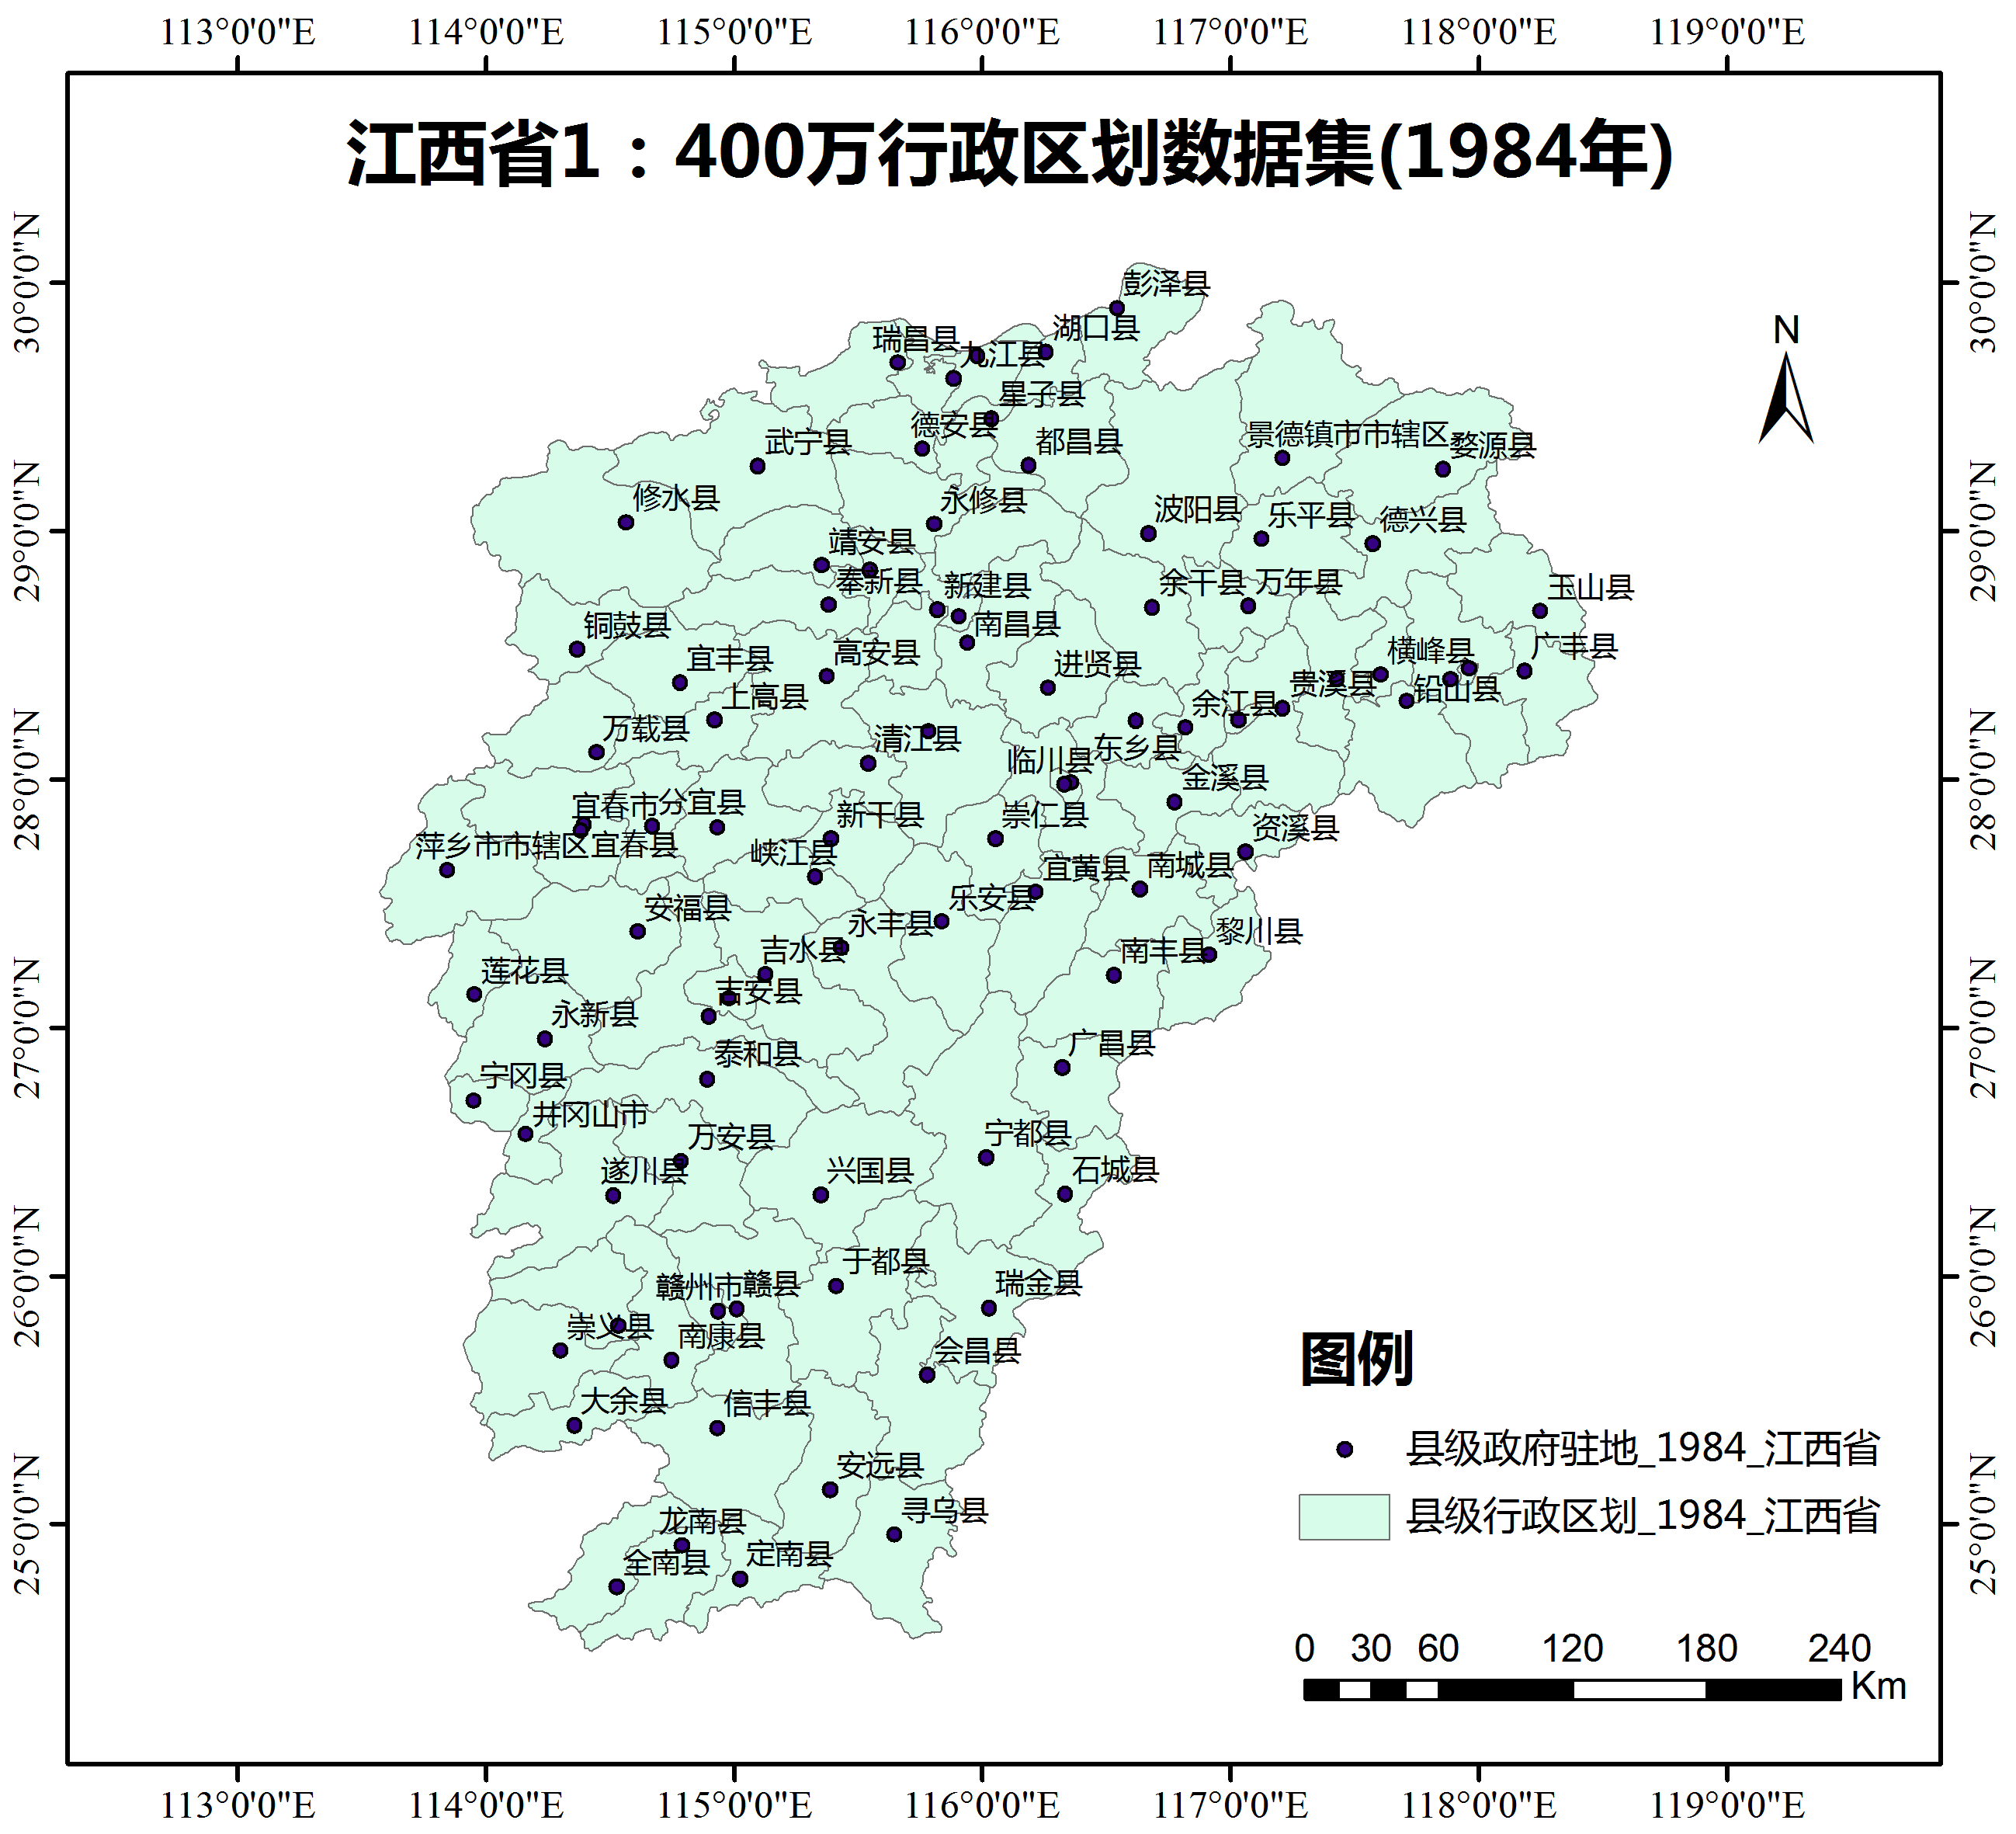 113°0'0"E 114°0'0"E 115°0'0"E 116°0'0"E 117°0'0"E 118°0'0"E 119°0'0"E
江西省1：400万行政区划数据集(1984年)
30°0'0"N
29°0'0"N
28°0'0"N
27°0'0"N
26°0'0"N
25°0'0"N
30°0'0"N
29°0'0"N
28°0'0"N
27°0'0"N
26°0'0"N
25°0'0"N
N
彭泽县
湖口县
瑞昌县
九江县
星子县
德安县
都昌县
武宁县
景德镇市市辖区
婺源县
修水县
永修县
波阳县
乐平县
德兴县
靖安县
奉新县
新建县
余干县
万年县
玉山县
铜鼓县
南昌县
广丰县
宜丰县
高安县
进贤县
横峰县
上高县
余江县
贵溪县
铅山县
万载县
清江县
临川县
东乡县
金溪县
宜春市
分宜县
新干县
崇仁县
资溪县
萍乡市市辖区
宜春县
峡江县
宜黄县
南城县
安福县
乐安县
永丰县
黎川县
吉水县
南丰县
莲花县
吉安县
永新县
泰和县
广昌县
宁冈县
井冈山市
万安县
宁都县
遂川县
兴国县
石城县
于都县
赣州市
赣县
瑞金县
崇义县
南康县
会昌县
大余县
信丰县
安远县
龙南县
寻乌县
全南县
定南县
图例
县级政府驻地_1984_江西省
县级行政区划_1984_江西省
0 30 60 120 180 240
Km
113°0'0"E 114°0'0"E 115°0'0"E 116°0'0"E 117°0'0"E 118°0'0"E 119°0'0"E